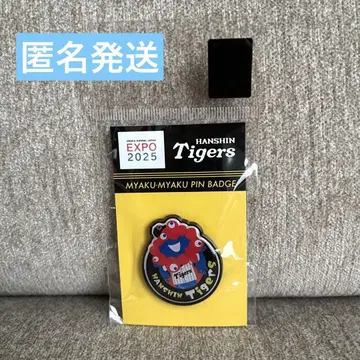 匿名発送
EXPO
2025
HANSHIN
Tigers
MYAKU-MYAKU PIN BADGE
HANSHIN Tigers